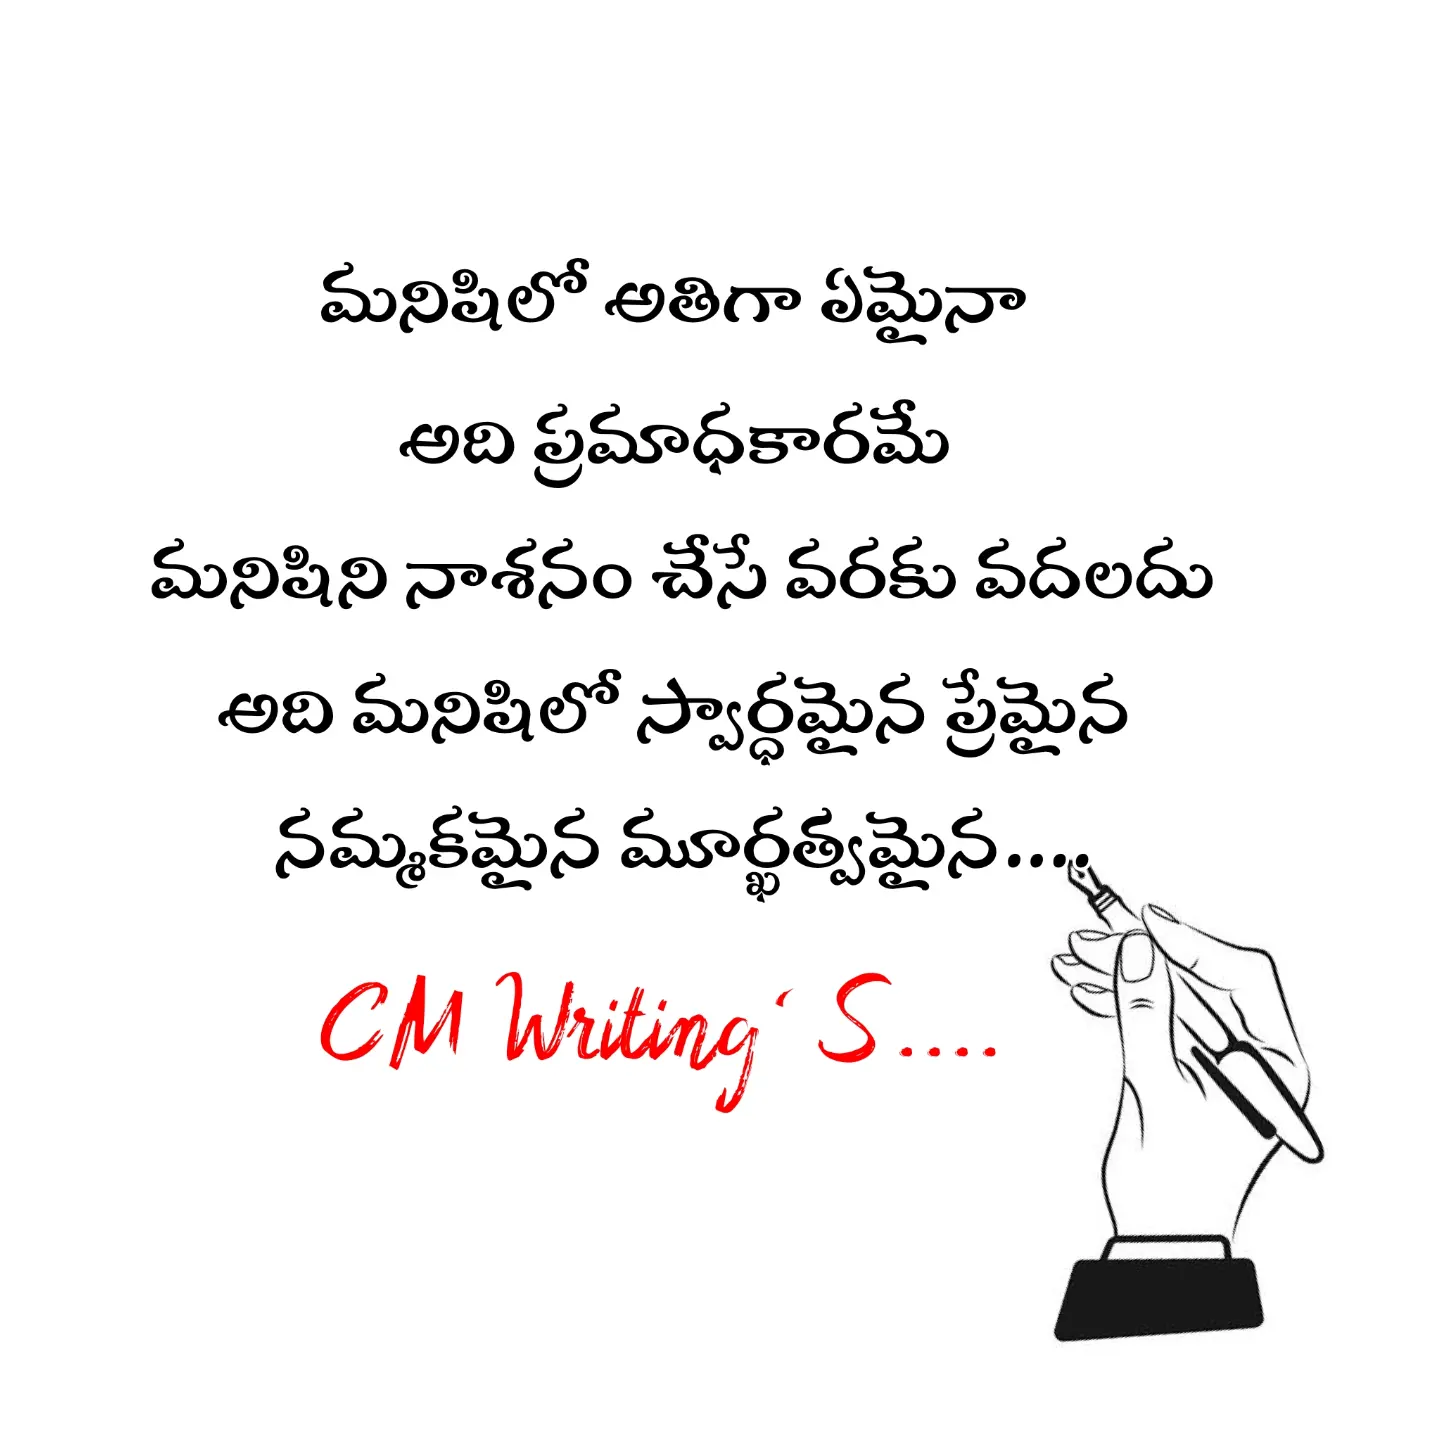 మనిషిలో అతిగా ఏమైనా
అది ప్రమాధకారమే
మనిషిని నాశనం చేసే వరకు వదలదు
అది మనిషిలో స్వార్ధమైన ప్రేమైన
నమ్మకమైన మూర్ఖత్వమైన....
CM Writing' S....